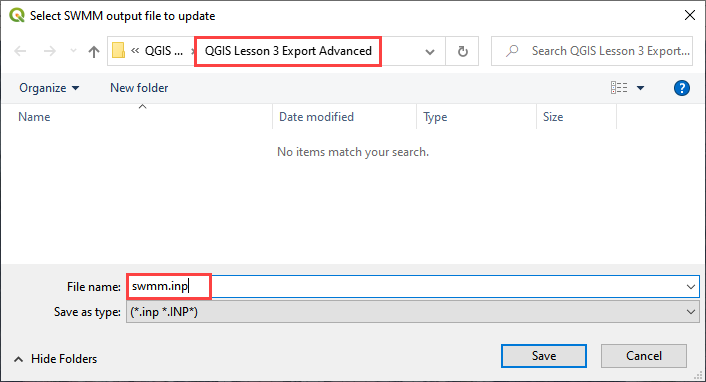 Select SWMM output file to update
« QGIS ... QGIS Lesson 3 Export Advanced Search QGIS Lesson 3 Export...
Organize New folder
Name Date modified Type Size
No items match your search.
File name: swmm.inp
Save as type: (*.inp *.INP*)
Hide Folders Save Cancel